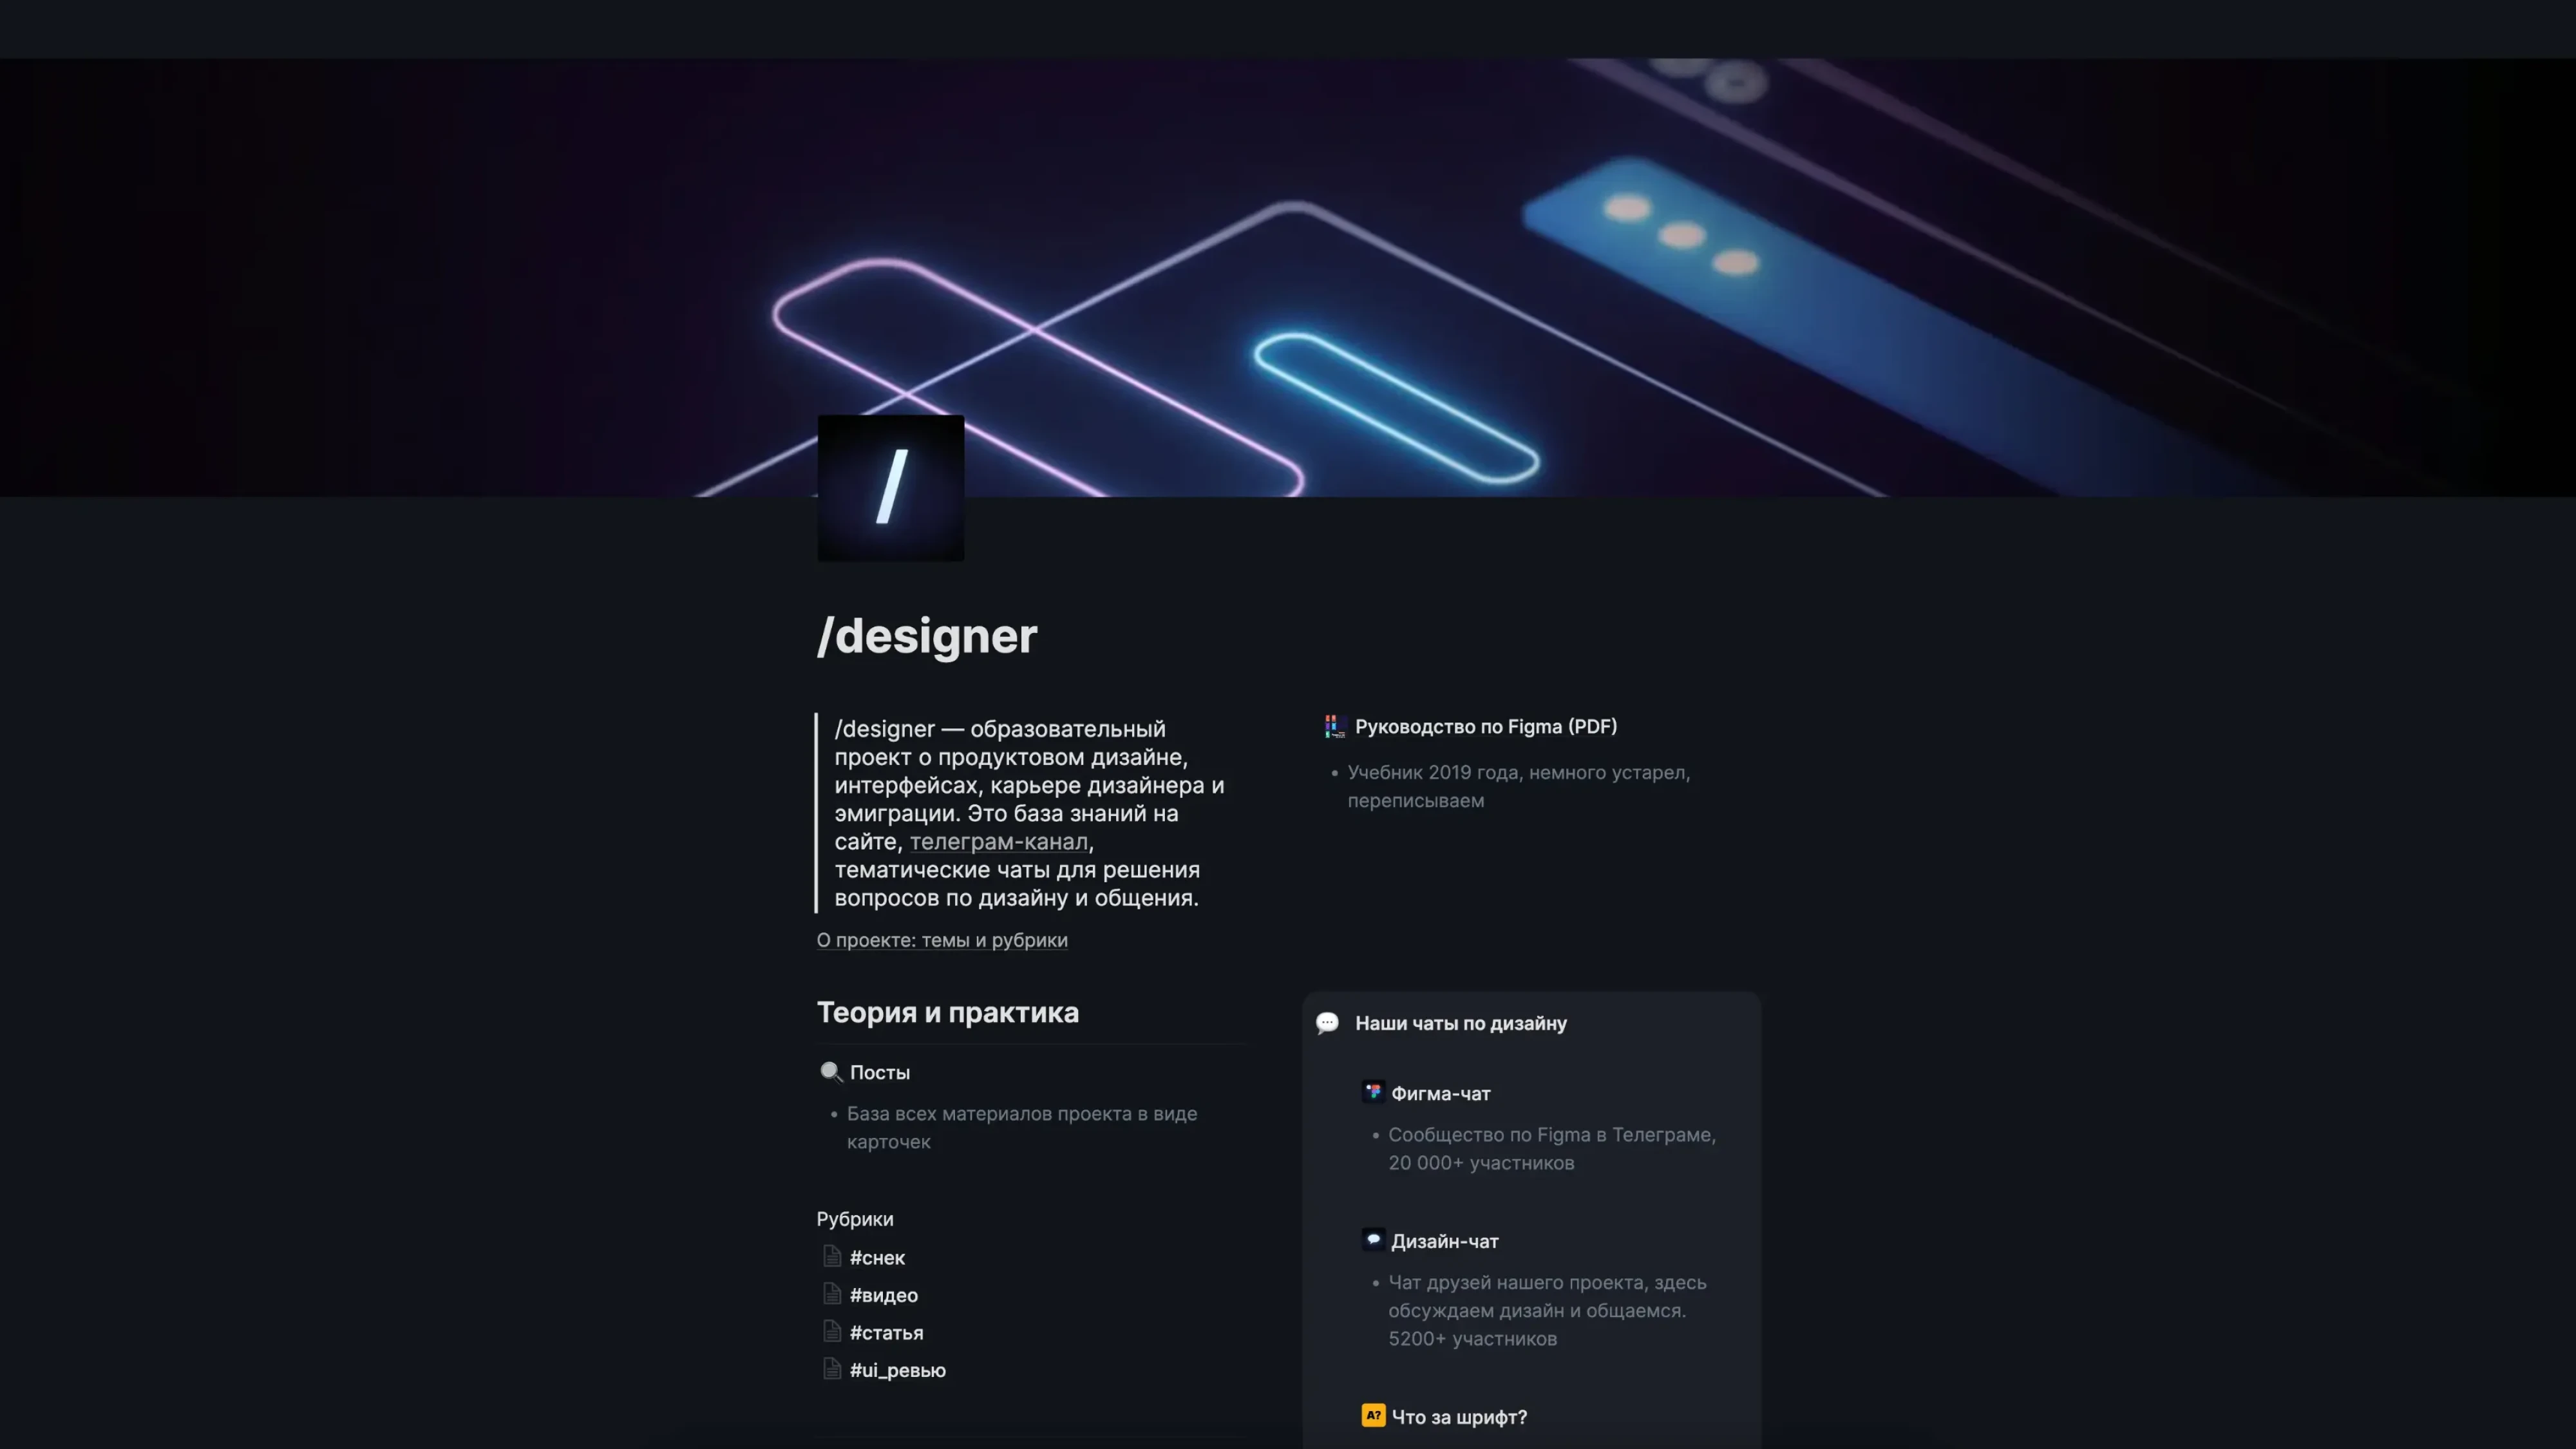 /
/designer
/designer — образовательный
проект о продуктовом дизайне,
интерфейсах, карьере дизайнера и
эмиграции. Это база знаний на
сайте, телеграм-канал,
тематические чаты для решения
вопросов по дизайну и общения.
О проекте: темы и рубрики
Руководство по Figma (PDF)
• Учебник 2019 года, немного устарел,
переписываем
Теория и практика
Посты
• База всех материалов проекта в виде
карточек
Рубрики
#снек
#видео
#статья
#ui_ревью
Наши чаты по дизайну
Фигма-чат
• Сообщество по Figma в Телеграме,
20 000+ участников
Дизайн-чат
• Чат друзей нашего проекта, здесь
обсуждаем дизайн и общаемся.
5200+ участников
A? Что за шрифт?